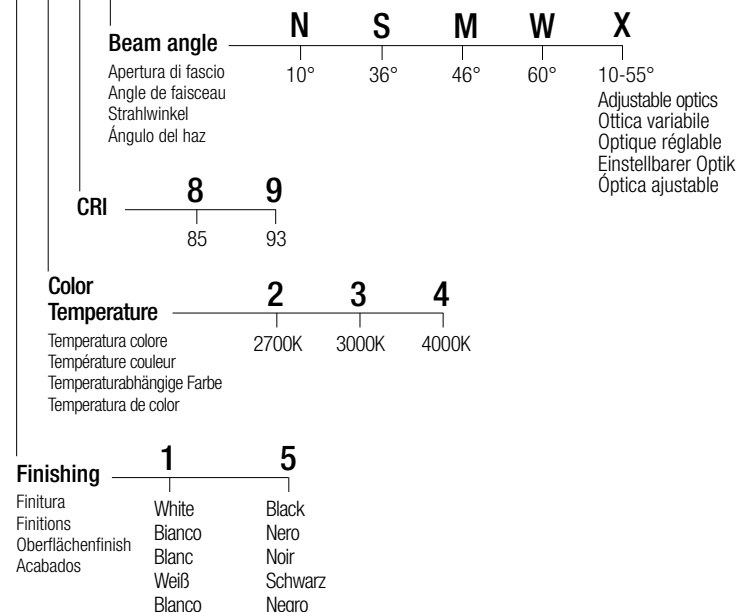 N S M W X
Beam angle
Apertura di fascio
Angle de faisceau
Strahlwinkel
Ángulo del haz
10° 36° 46° 60° 10-55°
Adjustable optics
Ottica variabile
Optique réglable
Einstellbarer Optik
Óptica ajustable
8 9
CRI
85 93
Color
Temperature
2 3 4
Temperatura colore
Température couleur
Temperaturabhängige Farbe
Temperatura de color
2700K 3000K 4000K
1 5
Finishing
Finitura
Finitions
Oberflächenfinish
Acabados
White
Bianco
Blanc
Weiß
Blanco
Black
Nero
Noir
Schwarz
Negro